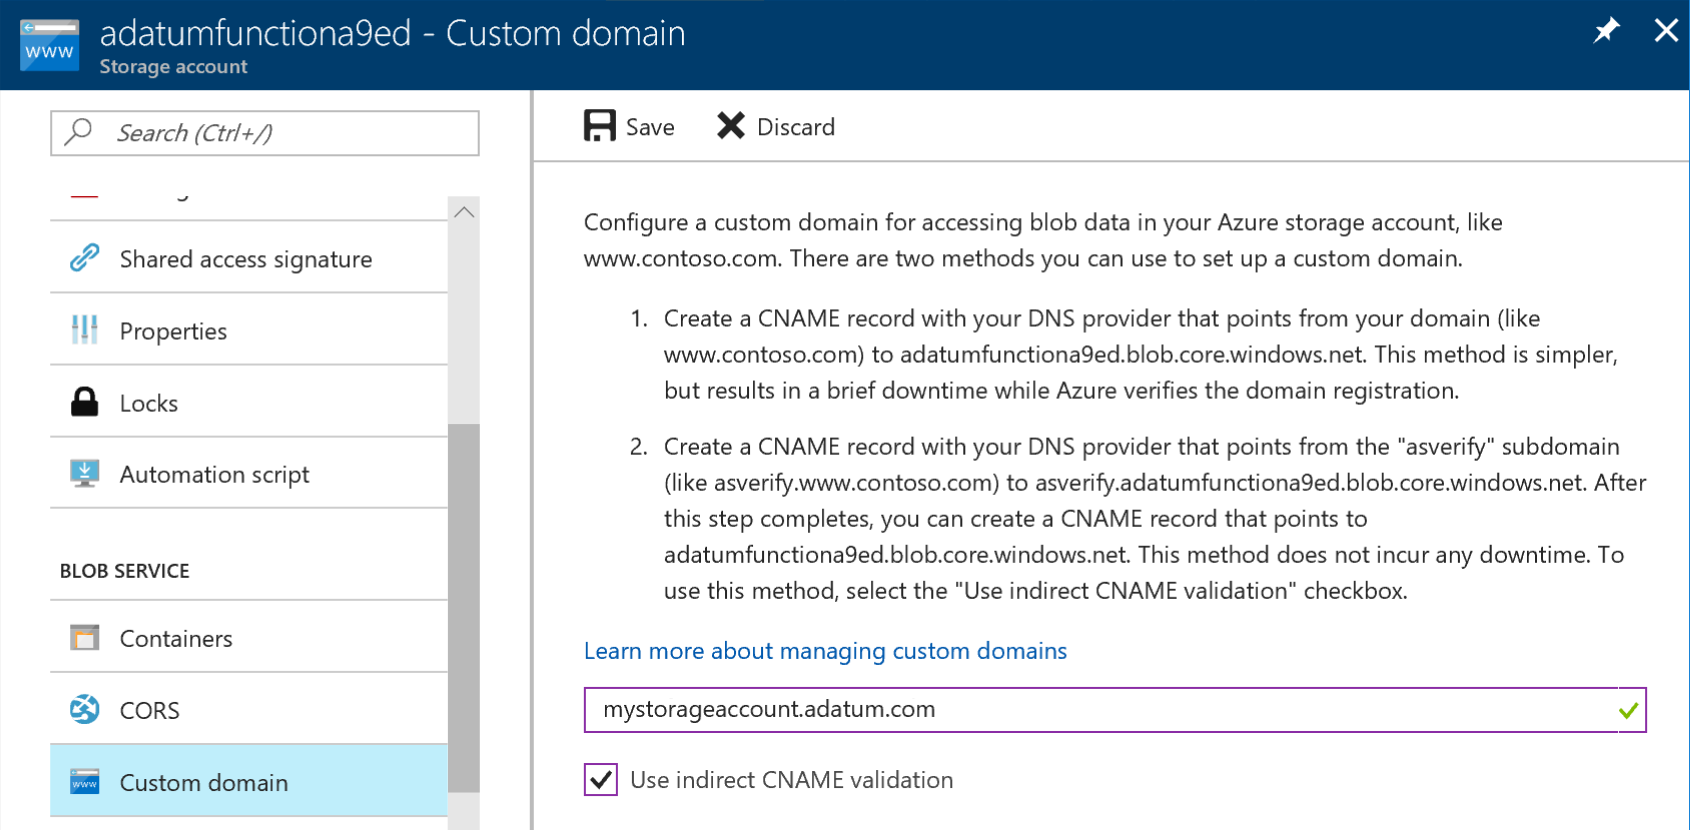 adatumfunctiona9ed - Custom domain
Storage account
www
Search (Ctrl+/)
Save
Discard
Shared access signature
Properties
Locks
Automation script
BLOB SERVICE
Containers
CORS
www
Custom domain
Configure a custom domain for accessing blob data in your Azure storage account, like
www.contoso.com. There are two methods you can use to set up a custom domain.
1. Create a CNAME record with your DNS provider that points from your domain (like
www.contoso.com) to adatumfunctiona9ed.blob.core.windows.net. This method is simpler,
but results in a brief downtime while Azure verifies the domain registration.
2. Create a CNAME record with your DNS provider that points from the "asverify" subdomain
(like asverify.www.contoso.com) to asverify.adatumfunctiona9ed.blob.core.windows.net. After
this step completes, you can create a CNAME record that points to
adatumfunctiona9ed.blob.core.windows.net. This method does not incur any downtime. To
use this method, select the "Use indirect CNAME validation" checkbox.
Learn more about managing custom domains
mystorageaccount.adatum.com
Use indirect CNAME validation